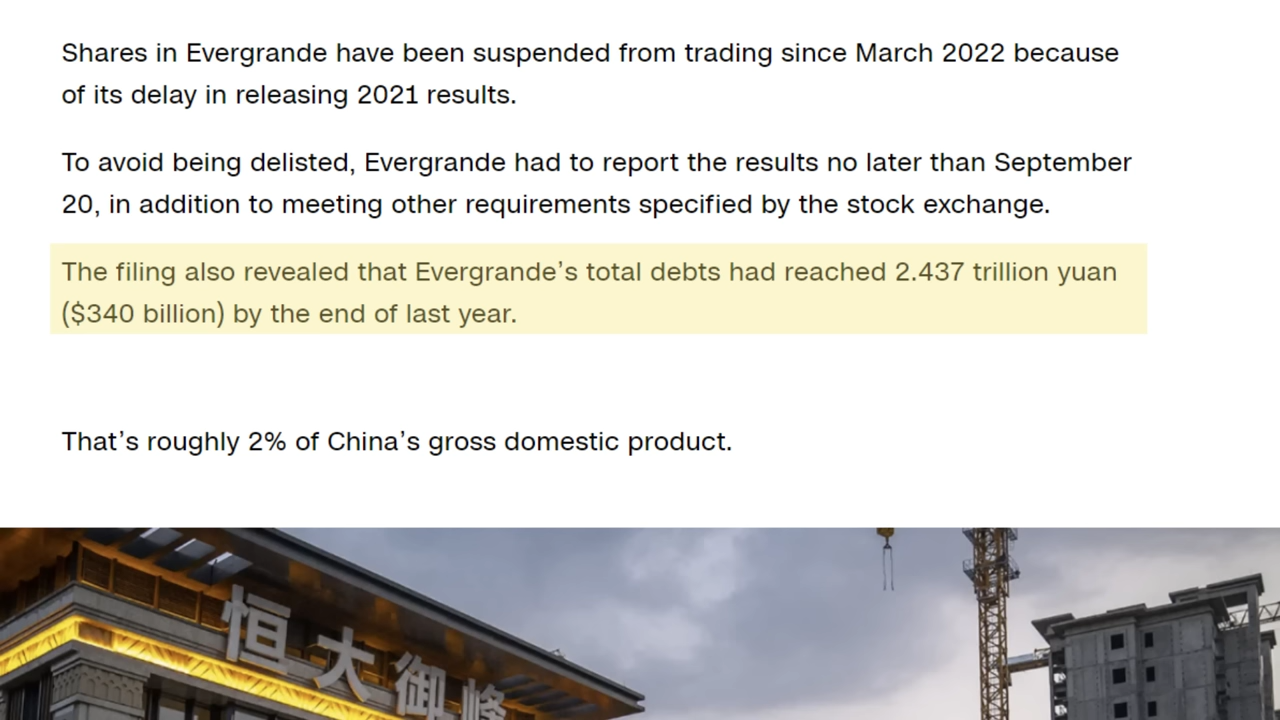 Shares in Evergrande have been suspended from trading since March 2022 because
of its delay in releasing 2021 results.
To avoid being delisted, Evergrande had to report the results no later than September
20, in addition to meeting other requirements specified by the stock exchange.
The filing also revealed that Evergrande’s total debts had reached 2.437 trillion yuan
($340 billion) by the end of last year.
That’s roughly 2% of China’s gross domestic product.
恒大御峰